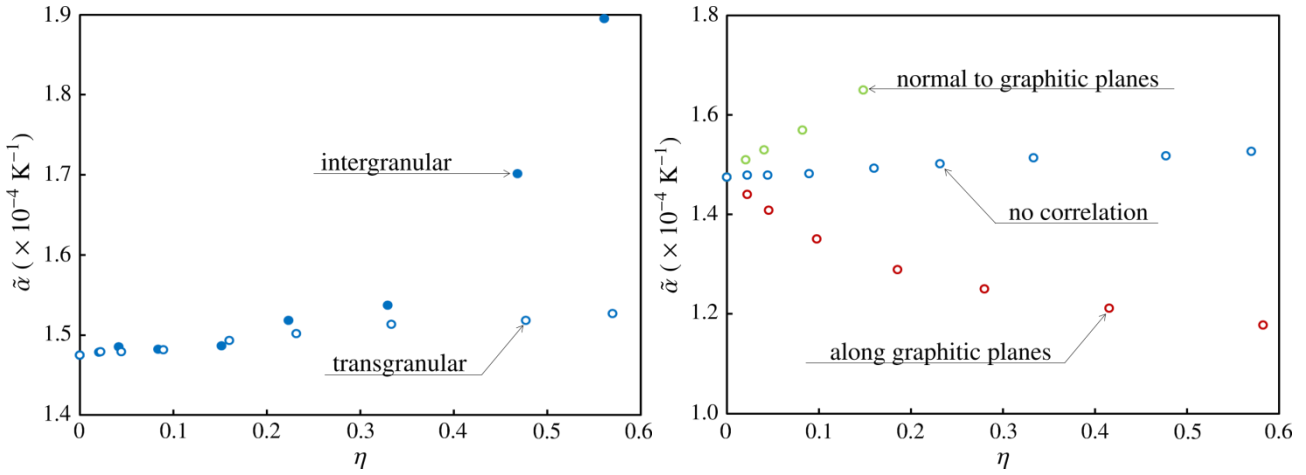 1.9
1.8
1.7
1.6
1.5
1.4
α̃ ( × 10⁻⁴ K⁻¹)
intergranular
transgranular
0 0.1 0.2 0.3 0.4 0.5 0.6
η
1.8
1.6
1.4
1.2
1.0
α̃ ( × 10⁻⁴ K⁻¹)
normal to graphitic planes
no correlation
along graphitic planes
0 0.1 0.2 0.3 0.4 0.5 0.6
η